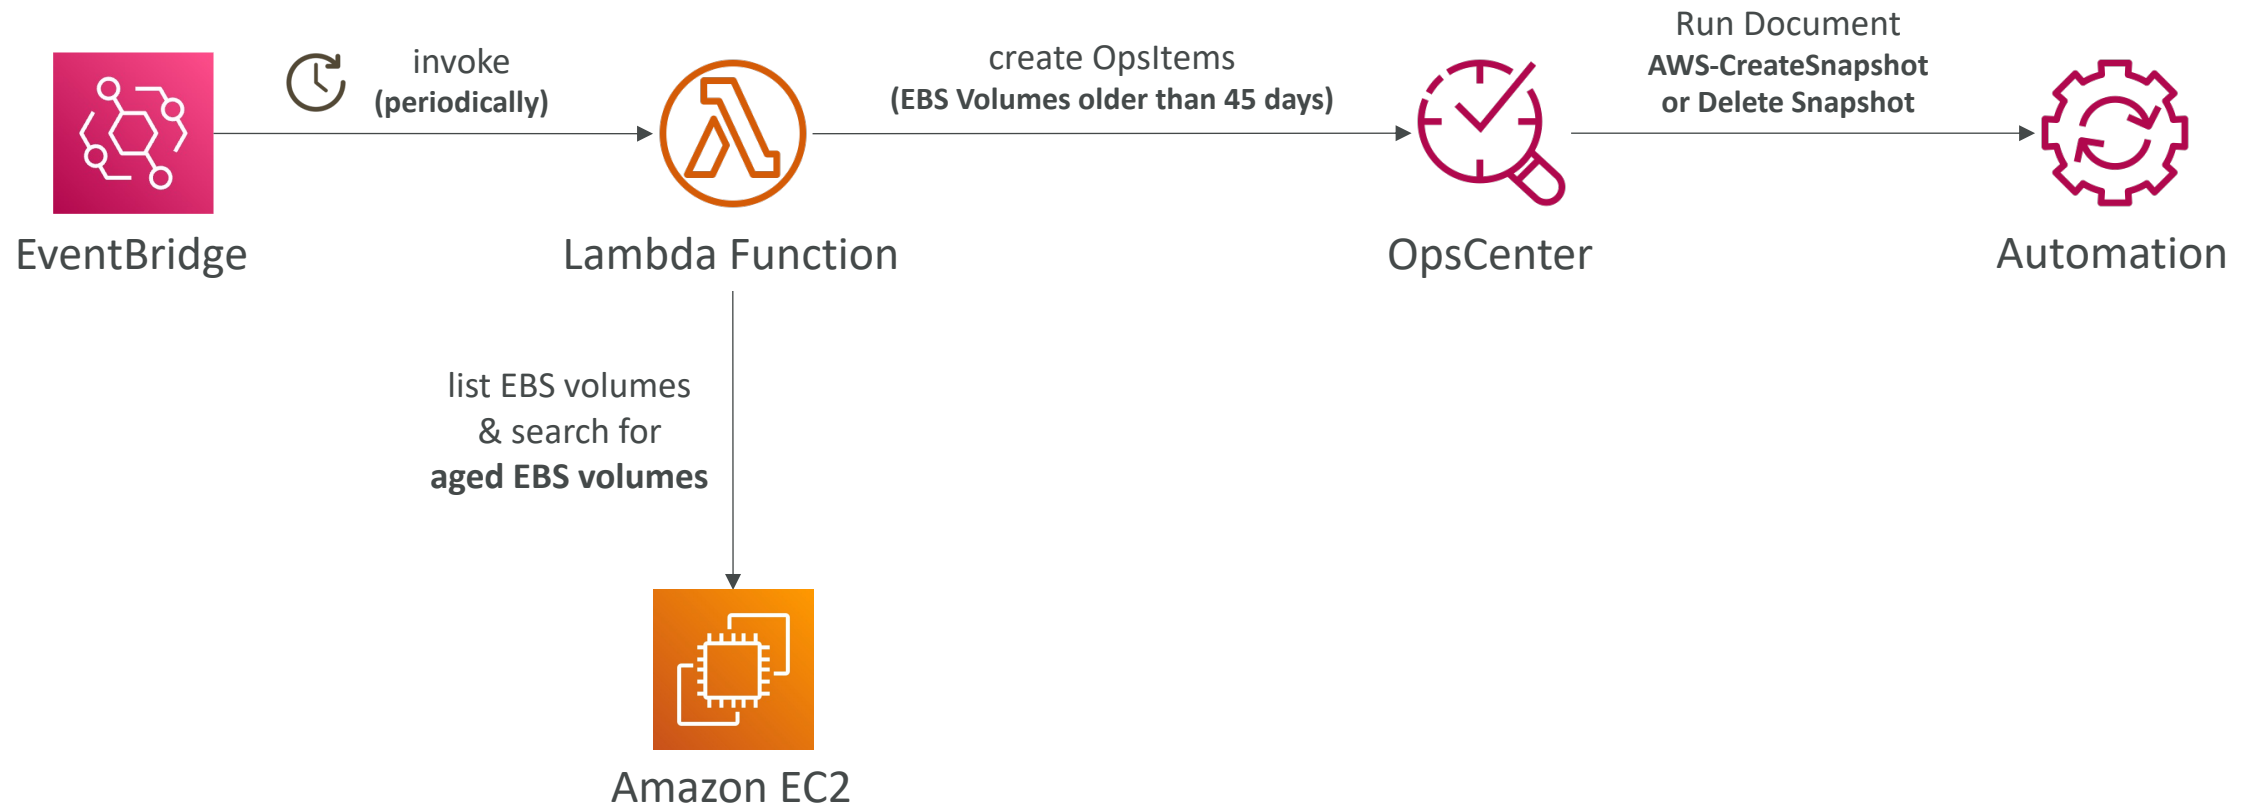 invoke
(periodically)
create OpsItems
(EBS Volumes older than 45 days)
Run Document
AWS-CreateSnapshot
or Delete Snapshot
EventBridge
Lambda Function
OpsCenter
Automation
list EBS volumes
& search for
aged EBS volumes
Amazon EC2